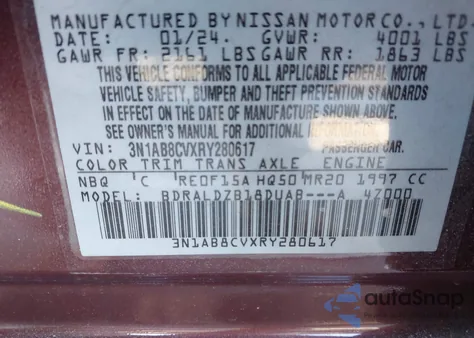 MANUFACTURED BY NISSAN MOTOR CO., LTD
DATE: 01/24. GVWR: 4001 LBS
GAWR FR: 2161 LBS GAWR RR: 1863 LBS
THIS VEHICLE CONFORMS TO ALL APPLICABLE FEDERAL MOTOR
VEHICLE SAFETY, BUMPER AND THEFT PREVENTION STANDARDS
IN EFFECT ON THE DATE OF MANUFACTURE SHOWN ABOVE.
SEE OWNER'S MANUAL FOR ADDITIONAL INFORMATION
VIN: 3N1AB8CVXRY280617 PASSENGER CAR.
COLOR TRIM TRANS AXLE ENGINE
NBQ C RE0F15A HQ50 MR20 1997 CC
MODEL: BDRALDZB18DUAB---A 47000
3N1AB8CVXRY280617
autoSnap